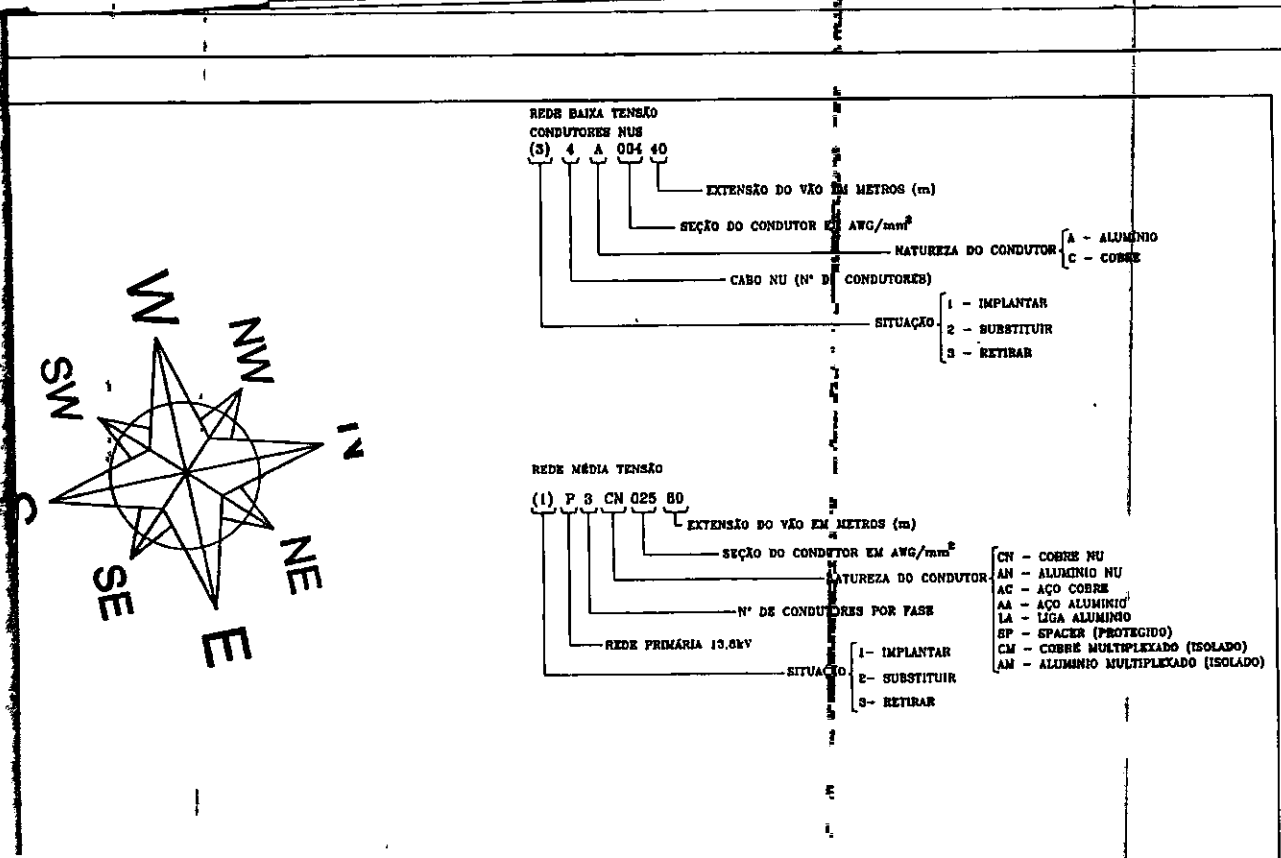 REDE BAIXA TENSÃO
CONDUTORES NUS
(3) 4 A 004 40
EXTENSÃO DO VÃO EM METROS (m)
SEÇÃO DO CONDUTOR EM AWG/mm²
NATUREZA DO CONDUTOR
A - ALUMÍNIO
C - COBRE
CABO NU (N° DE CONDUTORES)
SITUAÇÃO
1 - IMPLANTAR
2 - SUBSTITUIR
3 - RETIRAR
W
NW
SW
N
S
NE
SE
E
REDE MÉDIA TENSÃO
(1) P 3 CN 025 80
EXTENSÃO DO VÃO EM METROS (m)
SEÇÃO DO CONDUTOR EM AWG/mm²
NATUREZA DO CONDUTOR
CN - COBRE NU
AN - ALUMINIO NU
AC - AÇO COBRE
AA - AÇO ALUMINIO
LA - LIGA ALUMINIO
SP - SPACER (PROTEGIDO)
CM - COBRE MULTIPLEXADO (ISOLADO)
AM - ALUMINIO MULTIPLEXADO (ISOLADO)
N° DE CONDUTORES POR FASE
REDE PRIMÁRIA 13,8kV
SITUAÇÃO
1- IMPLANTAR
2- SUBSTITUIR
3- RETIRAR